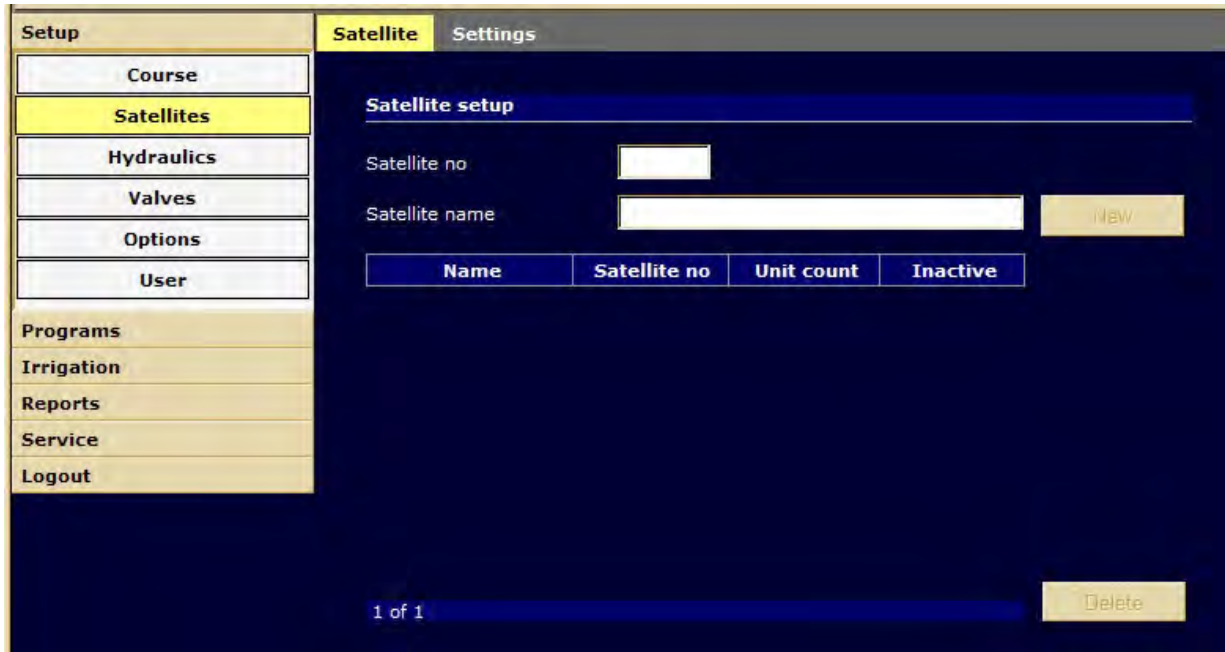 Setup
Course
Satellites
Hydraulics
Valves
Options
User
Programs
Irrigation
Reports
Service
Logout
Satellite Settings
Satellite setup
Satellite no
Satellite name New
Name Satellite no Unit count Inactive
1 of 1 Delete